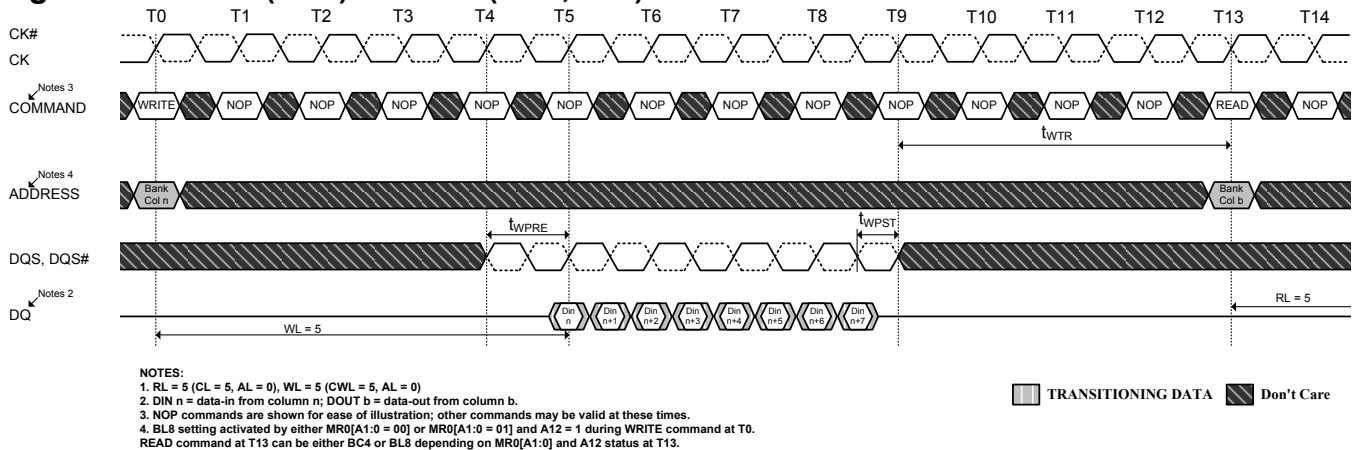 T0 T1 T2 T3 T4 T5 T6 T7 T8 T9 T10 T11 T12 T13 T14
CK#
CK
Notes 3
COMMAND
WRITE NOP NOP NOP NOP NOP NOP NOP NOP NOP NOP NOP NOP READ NOP
tWTR
Notes 4
ADDRESS
Bank Bank
Col n Col b
tWPRE tWPST
DQS, DQS#
Notes 2
DQ
Din Din Din Din Din Din Din Din
n n+1 n+2 n+3 n+4 n+5 n+6 n+7
RL = 5
WL = 5
NOTES:
1. RL = 5 (CL = 5, AL = 0), WL = 5 (CWL = 5, AL = 0)
2. DIN n = data-in from column n; DOUT b = data-out from column b.
3. NOP commands are shown for ease of illustration; other commands may be valid at these times.
4. BL8 setting activated by either MR0[A1:0 = 00] or MR0[A1:0 = 01] and A12 = 1 during WRITE command at T0.
READ command at T13 can be either BC4 or BL8 depending on MR0[A1:0] and A12 status at T13.
TRANSITIONING DATA Don't Care